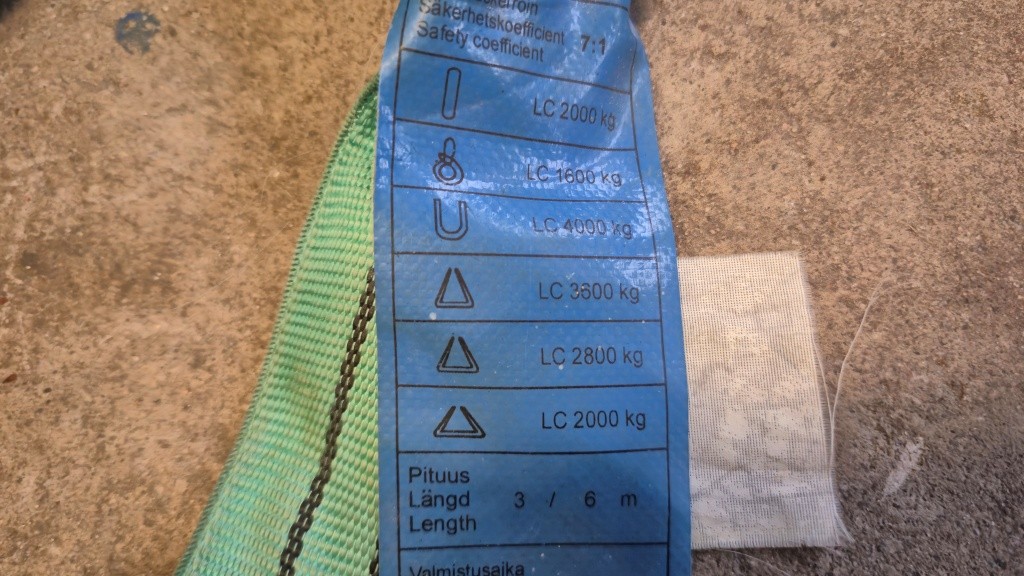 Säkerhetskoefficient 7:1
Safety coefficient
LC 2000 kg
LC 1600 kg
LC 4000 kg
LC 3600 kg
LC 2800 kg
LC 2000 kg
Pituus
Längd 3 / 6 m
Length
Valmistusaika